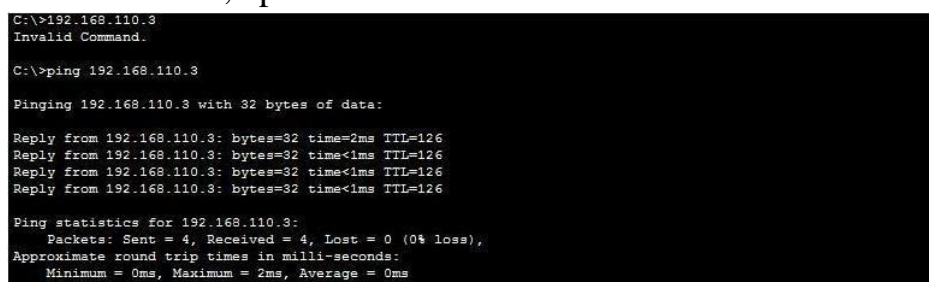 C:\>192.168.110.3
Invalid Command.
C:\>ping 192.168.110.3
Pinging 192.168.110.3 with 32 bytes of data:
Reply from 192.168.110.3: bytes=32 time=2ms TTL=126
Reply from 192.168.110.3: bytes=32 time<1ms TTL=126
Reply from 192.168.110.3: bytes=32 time<1ms TTL=126
Reply from 192.168.110.3: bytes=32 time<1ms TTL=126
Ping statistics for 192.168.110.3:
Packets: Sent = 4, Received = 4, Lost = 0 (0% loss),
Approximate round trip times in milli-seconds:
Minimum = 0ms, Maximum = 2ms, Average = 0ms